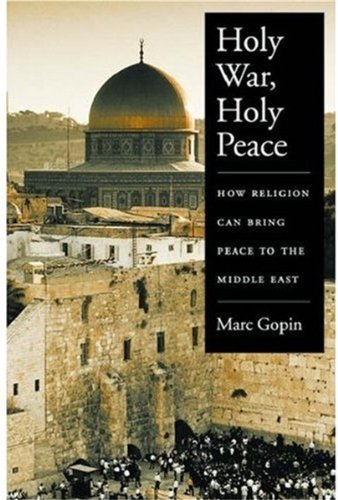 Holy War,
Holy
Peace
HOW RELIGION
CAN BRING
PEACE TO THE
MIDDLE EAST
Marc Gopin